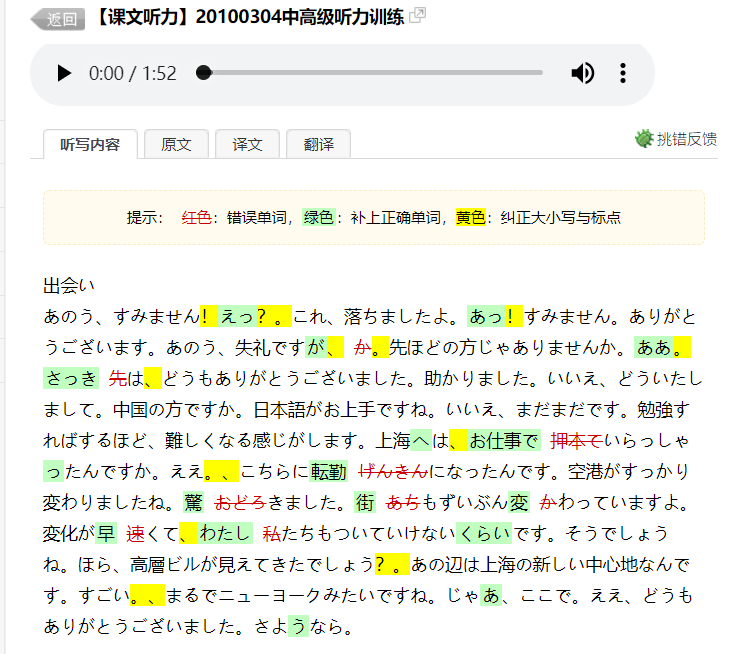 返回 【课文听力】20100304中高级听力训练
0:00 / 1:52
听写内容 原文 译文 翻译 挑错反馈
提示： 红色：错误单词，绿色：补上正确单词，黄色：纠正大小写与标点
出会い
あのう、すみません！えっ？。これ、落ちましたよ。あっ！すみません。ありがと
うございます。あのう、失礼ですが、 か。先ほどの方じゃありませんか。ああ。
さっき 先は、どうもありがとうございました。助かりました。いいえ、どういたし
まして。中国の方ですか。日本語がお上手ですね。いいえ、まだまだです。勉強す
ればするほど、難しくなる感じがします。上海へは、お仕事で 押本ていらっしゃ
ったんですか。ええ。、こちらに転勤 げんきんになったんです。空港がすっかり
変わりましたね。驚 おどろきました。街 あちもずいぶん変 かわっていますよ。
変化が早 速くて、わたし 私たちもついていけないくらいです。そうでしょう
ね。ほら、高層ビルが見えてきたでしょう？。あの辺は上海の新しい中心地なんで
す。すごい。、まるでニューヨークみたいですね。じゃあ、ここで。ええ、どうも
ありがとうございました。さようなら。